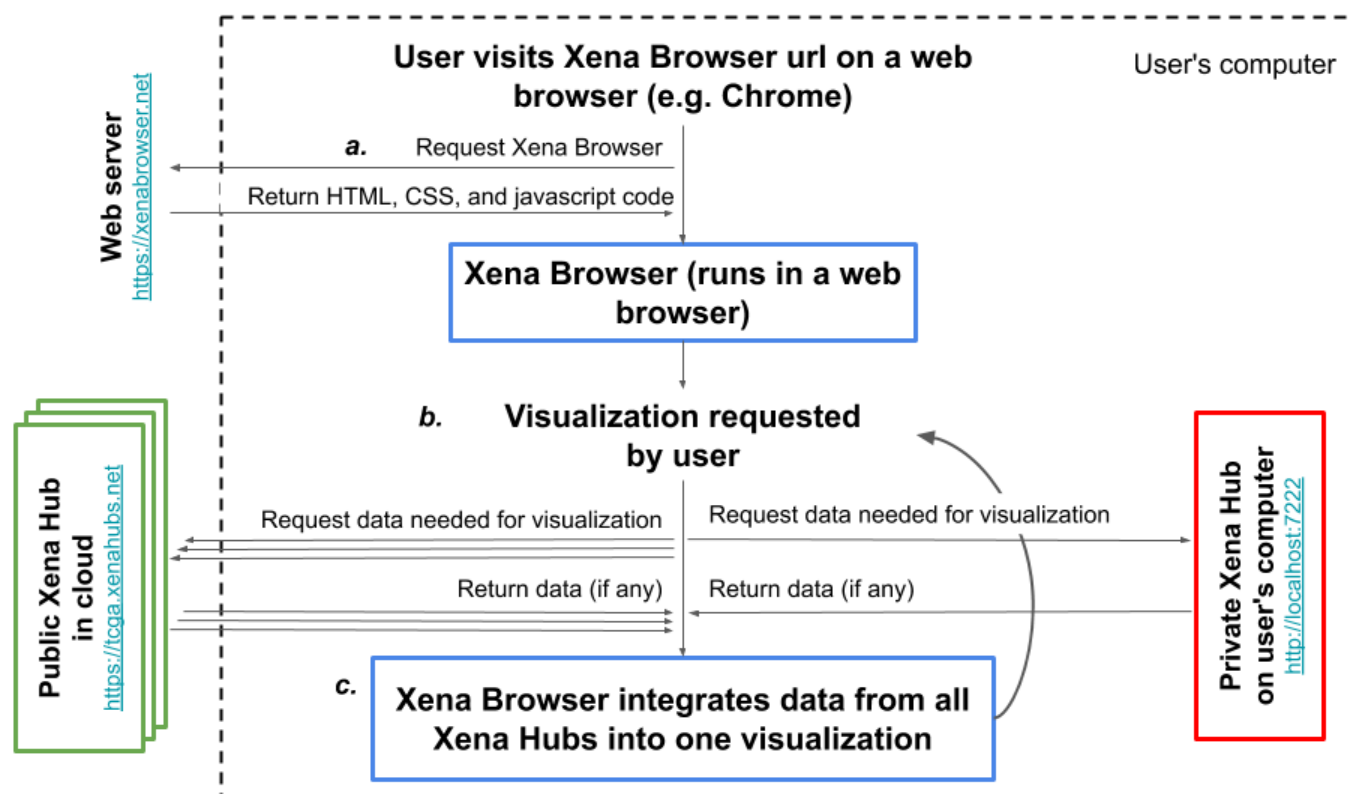 User visits Xena Browser url on a web
browser (e.g. Chrome)
User's computer
Web server
https://xenabrowser.net
a.
Request Xena Browser
Return HTML, CSS, and javascript code
Xena Browser (runs in a web
browser)
b.
Visualization requested
by user
Public Xena Hub
in cloud
https://tcga.xenahubs.net
Request data needed for visualization
Request data needed for visualization
Return data (if any)
Return data (if any)
Private Xena Hub
on user's computer
http://localhost:7222
c.
Xena Browser integrates data from all
Xena Hubs into one visualization